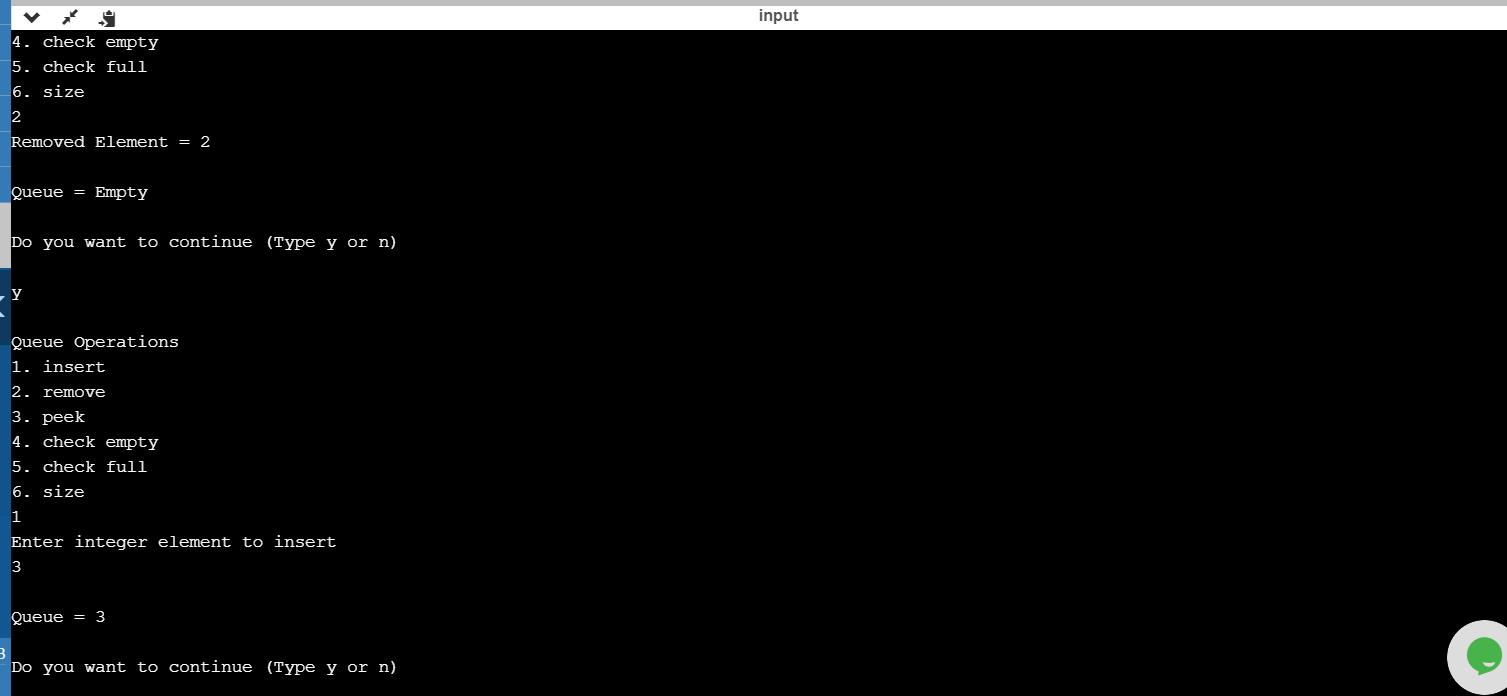 input
4. check empty
5. check full
6. size
2
Removed Element = 2
Queue = Empty
Do you want to continue (Type y or n)
y
Queue Operations
1. insert
2. remove
3. peek
4. check empty
5. check full
6. size
1
Enter integer element to insert
3
Queue = 3
Do you want to continue (Type y or n)